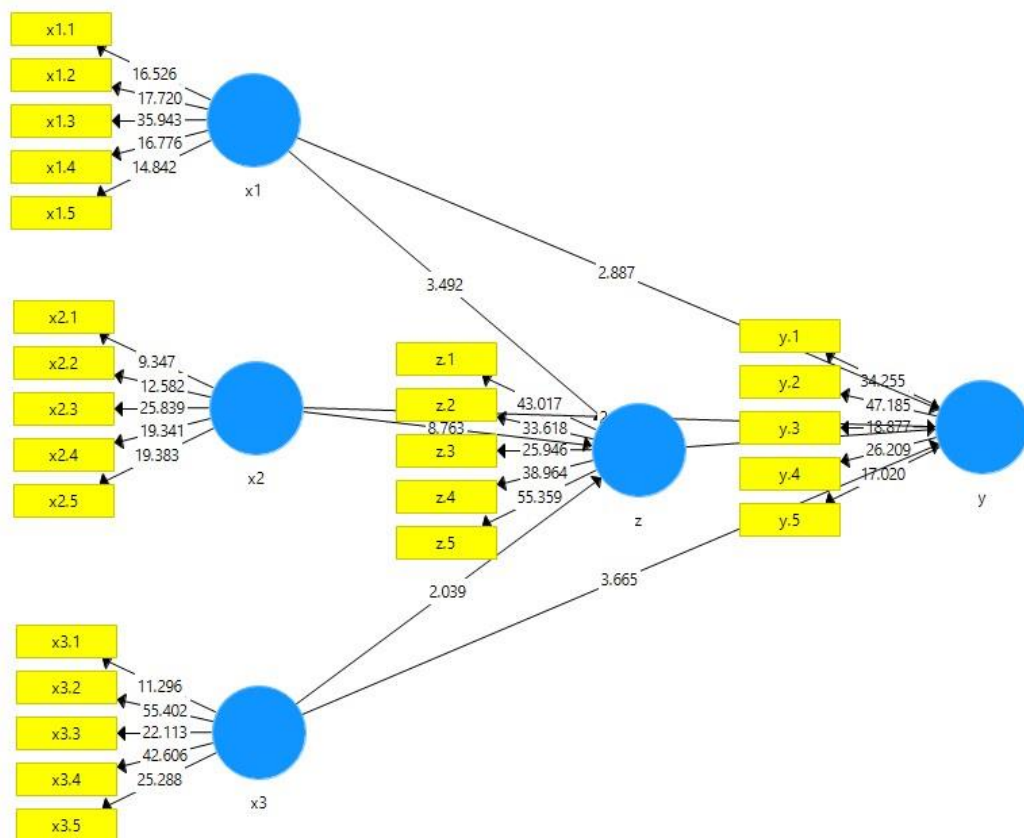 x1.1
x1.2
x1.3
x1.4
x1.5
16.526
17.720
35.943
16.776
14.842
x1
3.492
2.887
x2.1
x2.2
x2.3
x2.4
x2.5
9.347
12.582
25.839
19.341
19.383
x2
8.763
z.1
z.2
z.3
z.4
z.5
43.017
33.618
25.946
38.964
55.359
z
y.1
y.2
y.3
y.4
y.5
34.255
47.185
18.877
26.209
17.020
y
2.039
3.665
x3.1
x3.2
x3.3
x3.4
x3.5
11.296
55.402
22.113
42.606
25.288
x3